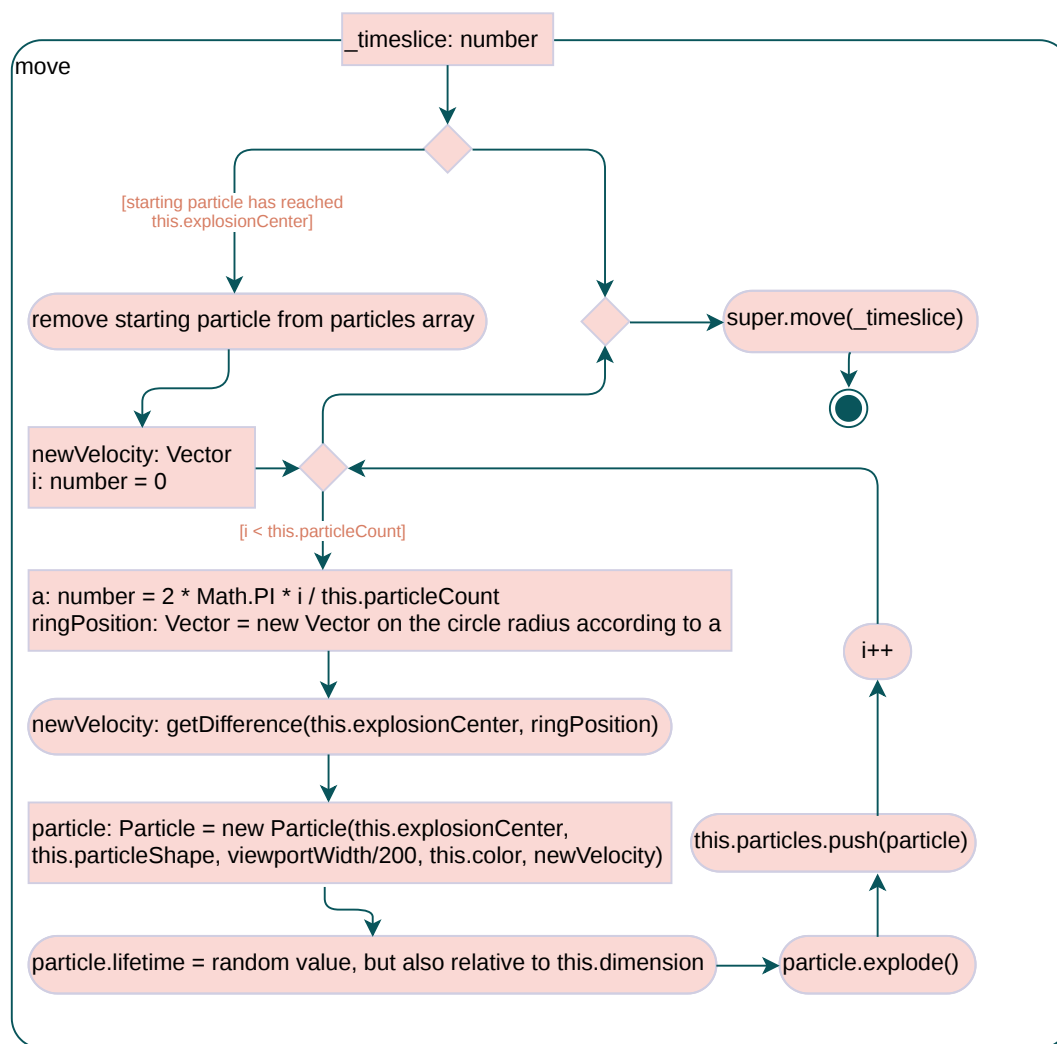 _timeslice: number
move
[starting particle has reached
this.explosionCenter]
remove starting particle from particles array
super.move(_timeslice)
newVelocity: Vector
i: number = 0
[i < this.particleCount]
a: number = 2 * Math.PI * i / this.particleCount
ringPosition: Vector = new Vector on the circle radius according to a
i++
newVelocity: getDifference(this.explosionCenter, ringPosition)
particle: Particle = new Particle(this.explosionCenter,
this.particleShape, viewportWidth/200, this.color, newVelocity)
this.particles.push(particle)
particle.lifetime = random value, but also relative to this.dimension
particle.explode()